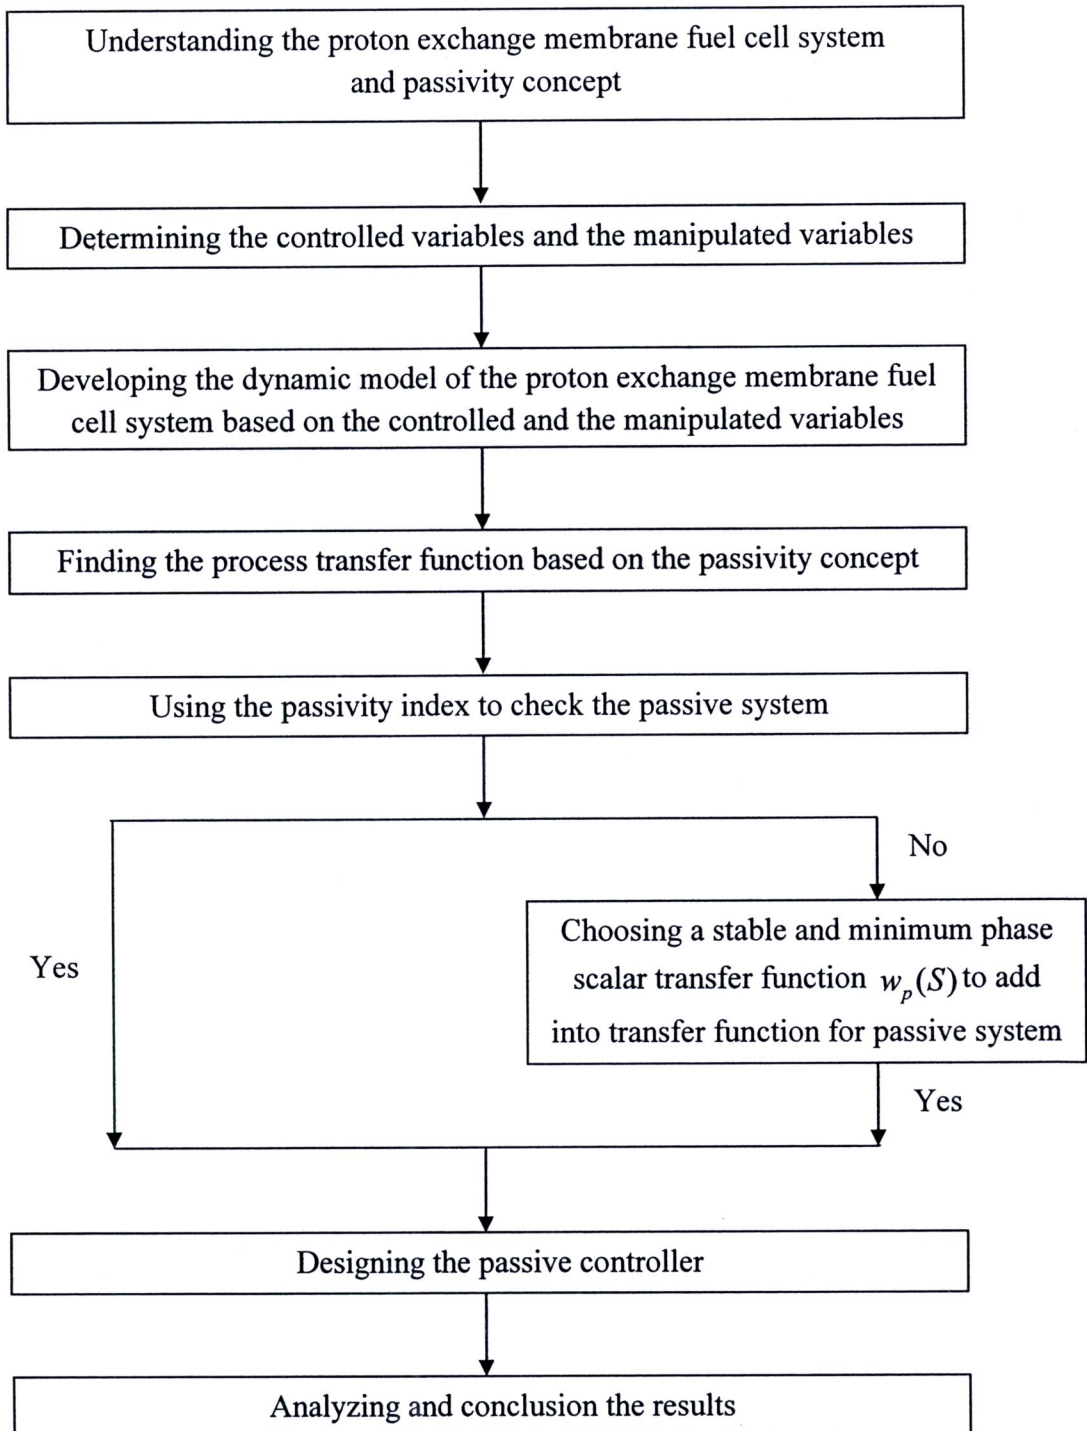 Understanding the proton exchange membrane fuel cell system
and passivity concept
Determining the controlled variables and the manipulated variables
Developing the dynamic model of the proton exchange membrane fuel
cell system based on the controlled and the manipulated variables
Finding the process transfer function based on the passivity concept
Using the passivity index to check the passive system
No
Choosing a stable and minimum phase
Yes
scalar transfer function w_p(S) to add
into transfer function for passive system
Yes
Designing the passive controller
Analyzing and conclusion the results